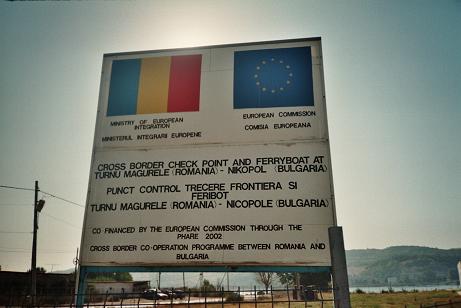 MINISTRY OF EUROPEAN
INTEGRATION
MINISTERUL INTEGRARII EUROPENE
EUROPEAN COMMISSION
COMISIA EUROPEANA
CROSS BORDER CHECK POINT AND FERRYBOAT AT
TURNU MAGURELE (ROMANIA) - NIKOPOL (BULGARIA)
PUNCT CONTROL TRECERE FRONTIERA SI
FERIBOT
TURNU MAGURELE (ROMANIA) - NICOPOLE (BULGARIA)
CO FINANCED BY THE EUROPEAN COMMISSION THROUGH THE
PHARE 2002
CROSS BORDER CO-OPERATION PROGRAMME BETWEEN ROMANIA AND
BULGARIA